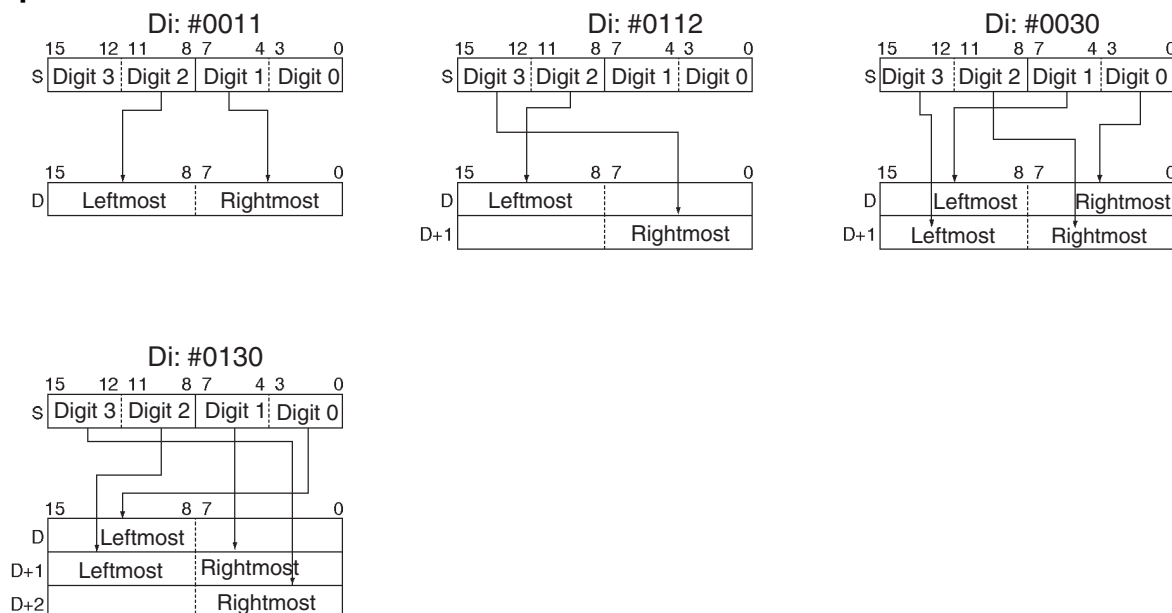 Di: #0011
15 12 11 8 7 4 3 0
S Digit 3 Digit 2 Digit 1 Digit 0
15 8 7 0
D Leftmost Rightmost
Di: #0112
15 12 11 8 7 4 3 0
S Digit 3 Digit 2 Digit 1 Digit 0
15 8 7 0
D Leftmost
D+1 Rightmost
Di: #0030
15 12 11 8 7 4 3 0
S Digit 3 Digit 2 Digit 1 Digit 0
15 8 7 0
D Leftmost Rightmost
D+1 Leftmost Rightmost
Di: #0130
15 12 11 8 7 4 3 0
S Digit 3 Digit 2 Digit 1 Digit 0
15 8 7 0
D Leftmost
D+1 Leftmost Rightmost
D+2 Rightmost